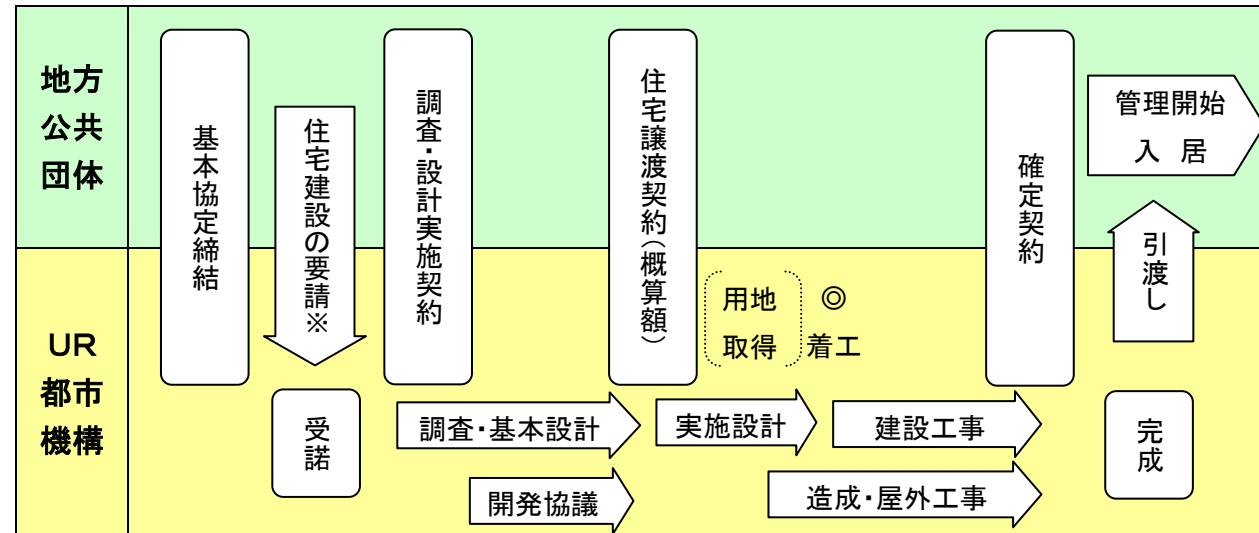 地方
公共
団体
基本協定締結
住宅建設の要請※
調査・設計実施契約
住宅譲渡契約（概算額）
確定契約
管理開始
入 居
引渡し
UR
都市
機構
用地
取得
◎
着工
受諾
調査・基本設計
実施設計
建設工事
完成
開発協議
造成・屋外工事